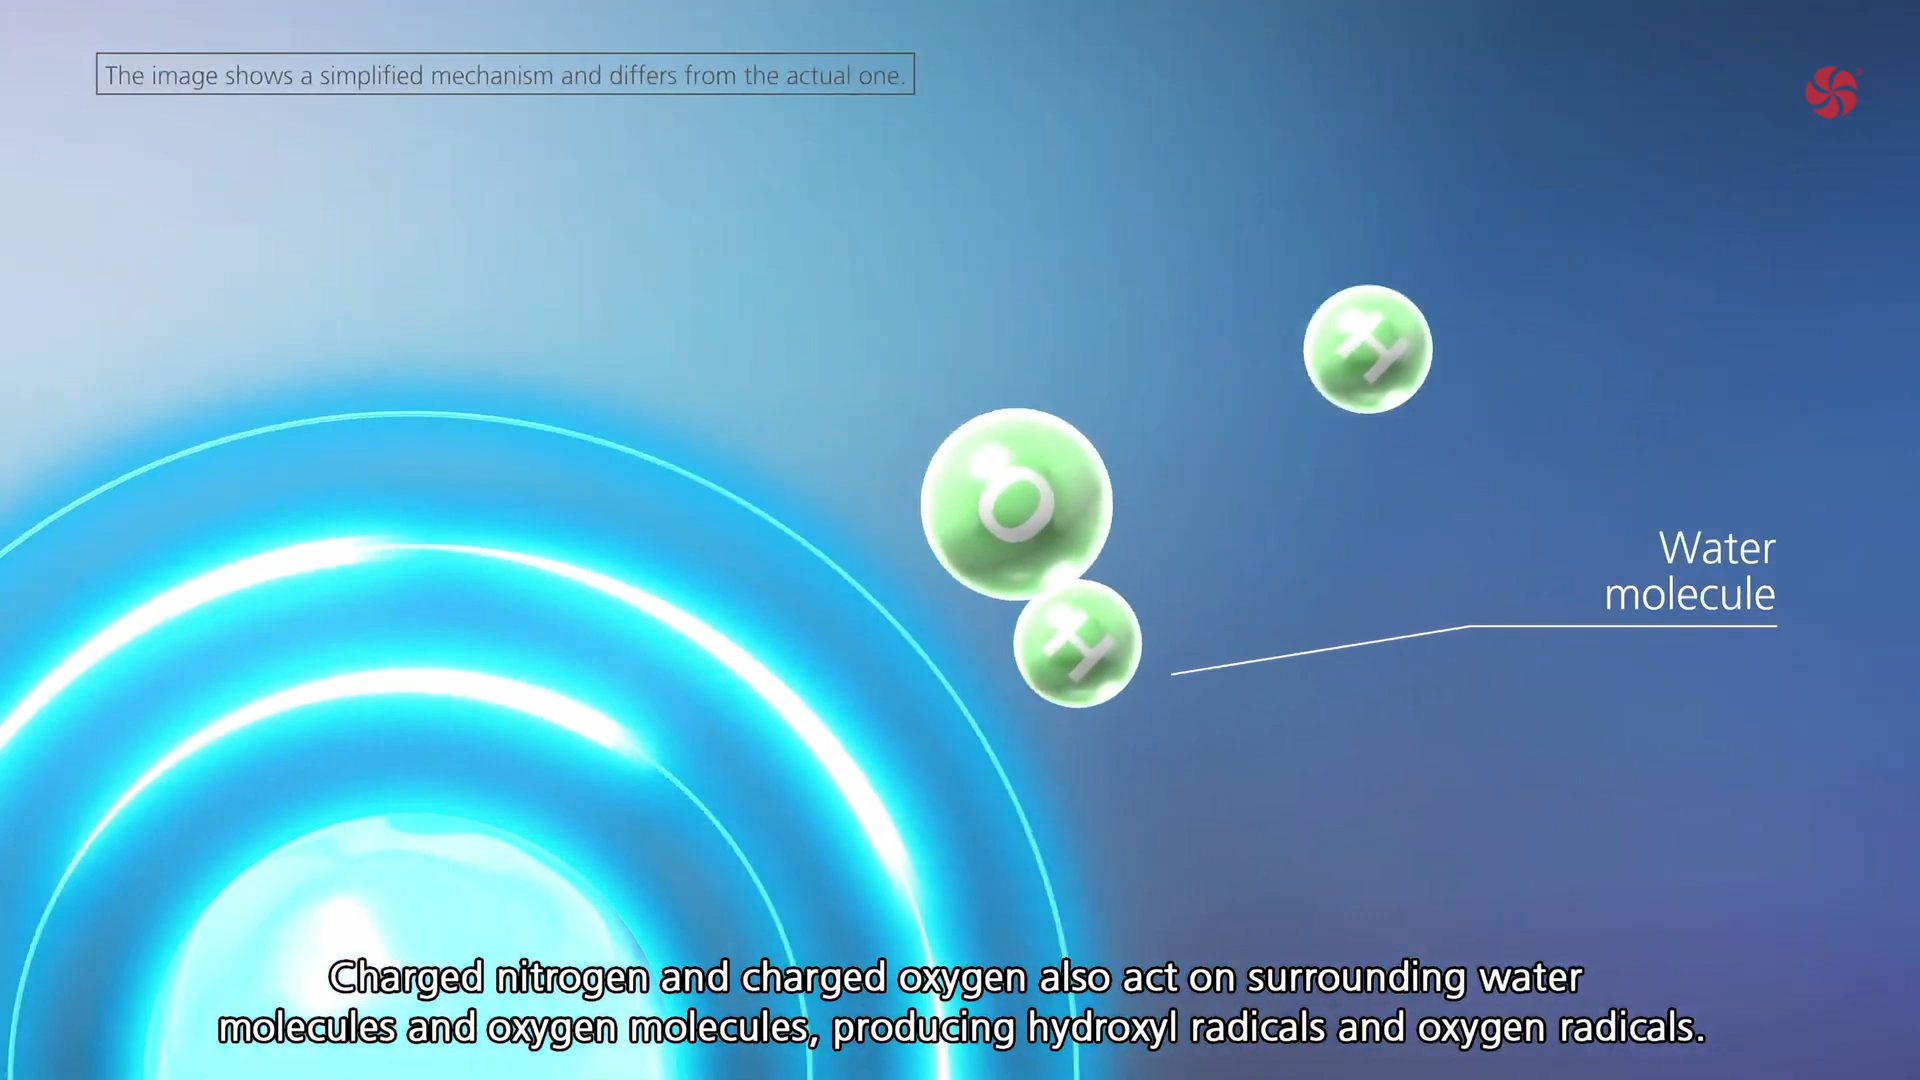 The image shows a simplified mechanism and differs from the actual one.
H
O
Water
molecule
H
Charged nitrogen and charged oxygen also act on surrounding water
molecules and oxygen molecules, producing hydroxyl radicals and oxygen radicals.